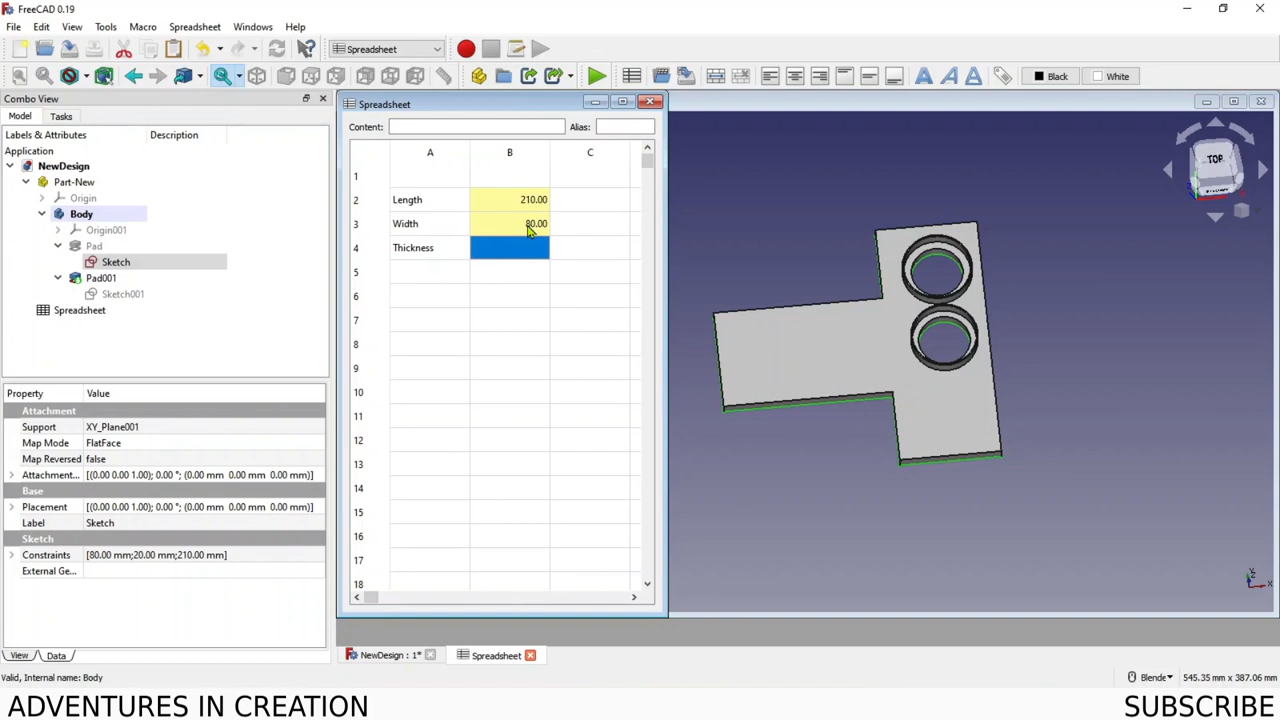 FreeCAD 0.19
File Edit View Tools Macro Spreadsheet Windows Help
Spreadsheet
Black White
Combo View
Model Tasks
Labels & Attributes Description
Application
NewDesign
Part-New
Origin
Body
Origin001
Pad
Sketch
Pad001
Sketch001
Spreadsheet
Property Value
Attachment
Support XY_Plane001
Map Mode FlatFace
Map Reversed false
Attachment... [(0.00 0.00 1.00); 0.00 °; (0.00 mm 0.00 mm 0.00 mm)]
Base
Placement [(0.00 0.00 1.00); 0.00 °; (0.00 mm 0.00 mm 0.00 mm)]
Label Sketch
Sketch
Constraints [80.00 mm;20.00 mm;210.00 mm]
External Ge...
View Data
Spreadsheet
Content: Alias:
A B C
1
2 Length 210.00
3 Width 80.00
4 Thickness
5
6
7
8
9
10
11
12
13
14
15
16
17
18
TOP
NewDesign : 1* Spreadsheet
Valid, Internal name: Body
Blende 545.35 mm x 387.06 mm
ADVENTURES IN CREATION SUBSCRIBE